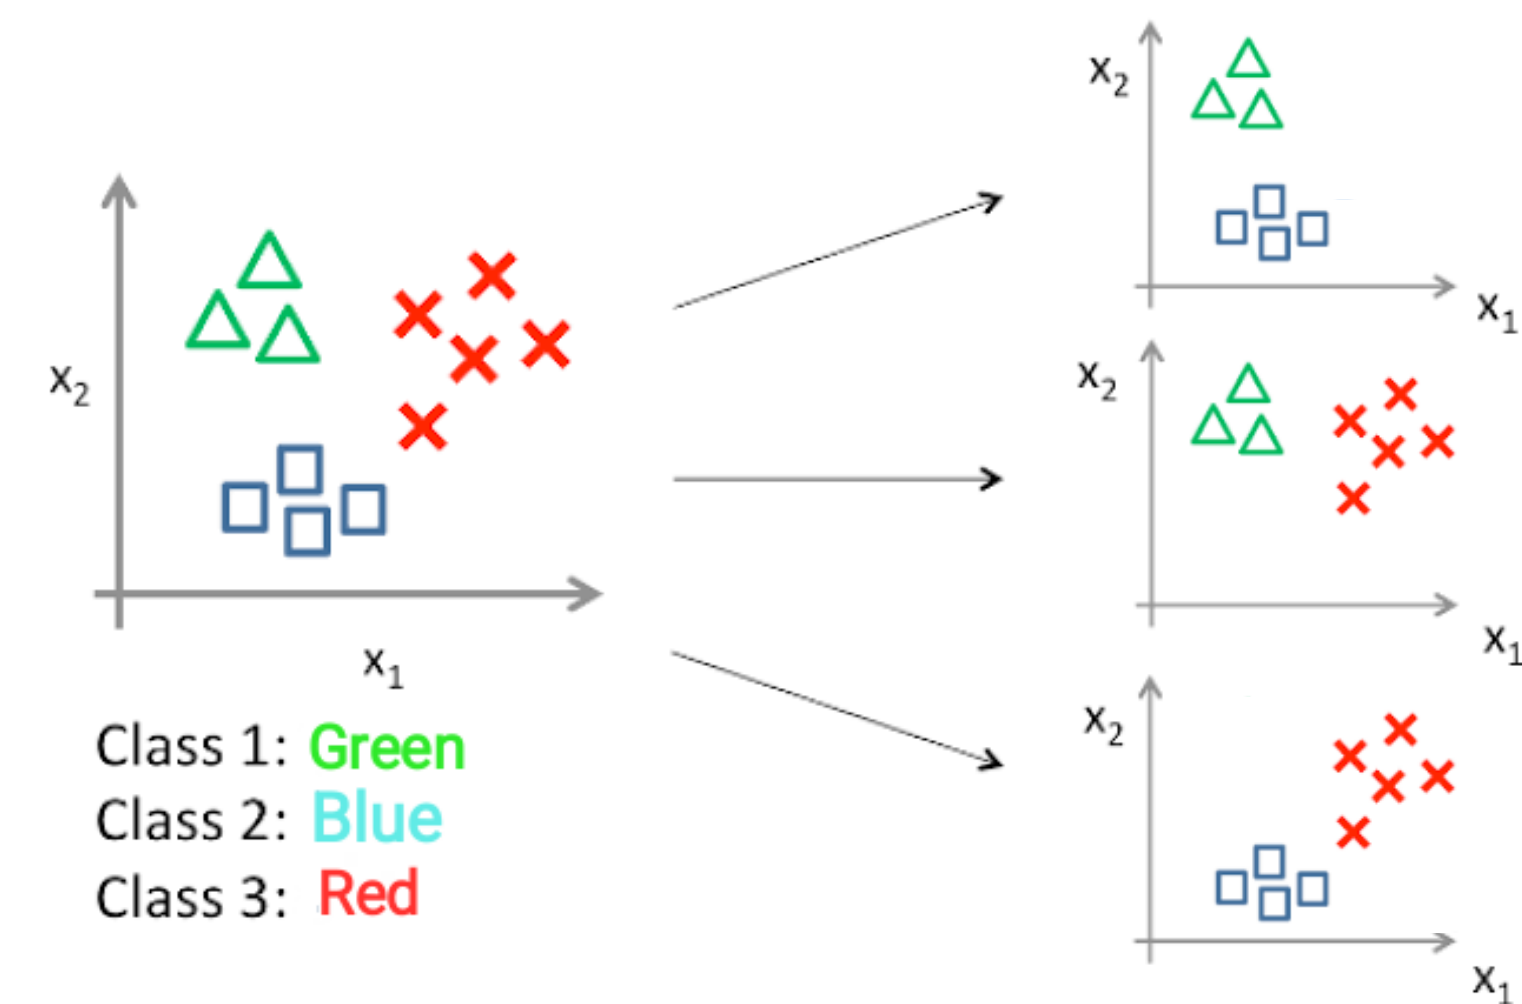 x₂
x₁
Class 1: Green
Class 2: Blue
Class 3: Red
x₂
x₁
x₂
x₁
x₂
x₁